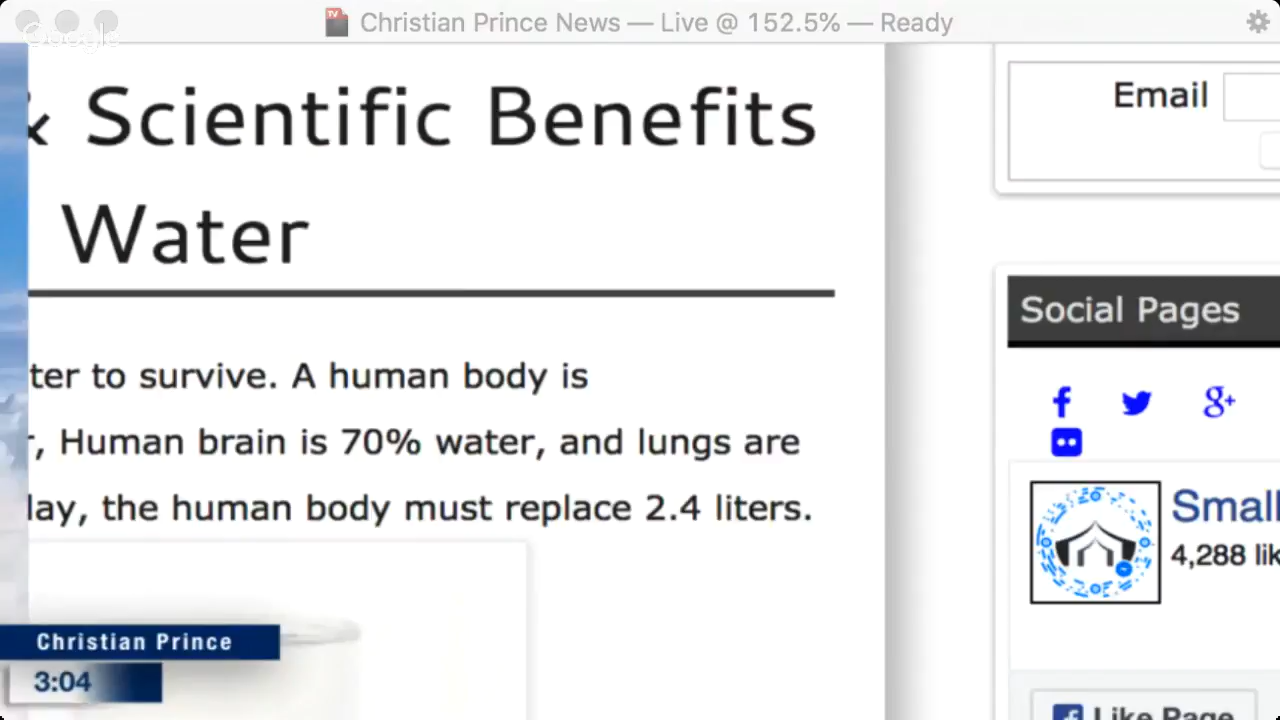 Christian Prince News — Live @ 152.5% — Ready
Google
& Scientific Benefits
Water
ter to survive. A human body is
r, Human brain is 70% water, and lungs are
lay, the human body must replace 2.4 liters.
Email
Social Pages
Small
4,288 lik
Like Page
Christian Prince
3:04